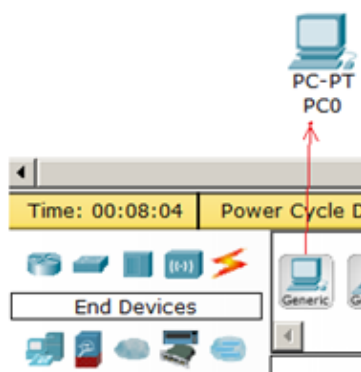 PC-PT
PC0
Time: 00:08:04 Power Cycle D
End Devices
Generic G